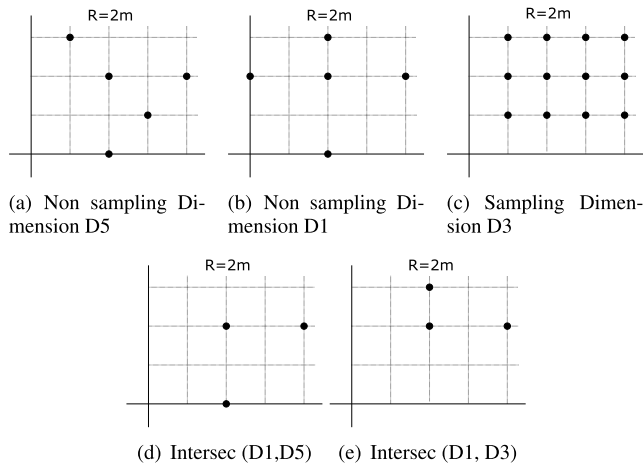 R=2m
R=2m
R=2m
(a) Non sampling Di-
mension D5
(b) Non sampling Di-
mension D1
(c) Sampling Dimen-
sion D3
R=2m
R=2m
(d) Intersec (D1,D5)
(e) Intersec (D1, D3)